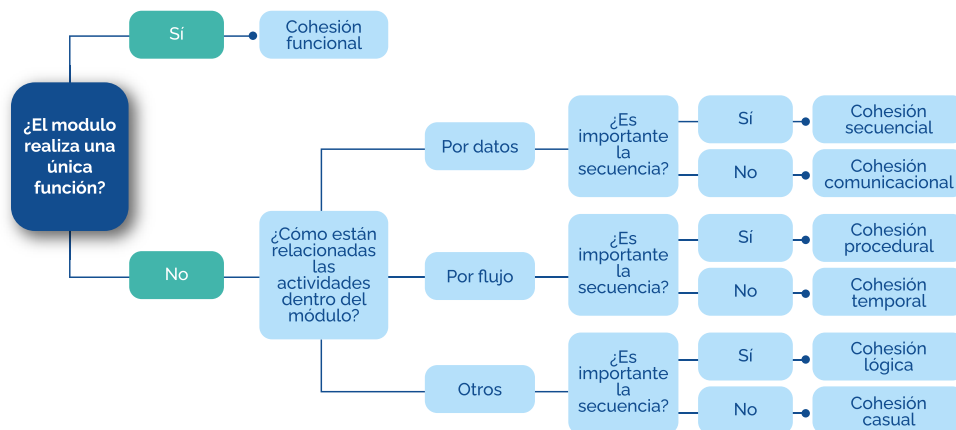 Sí
Cohesión
funcional
¿El modulo
realiza una
única
función?
No
¿Cómo están
relacionadas
las
actividades
dentro del
módulo?
Por datos
¿Es
importante
la
secuencia?
Sí
Cohesión
secuencial
No
Cohesión
comunicacional
Por flujo
¿Es
importante
la
secuencia?
Sí
Cohesión
procedural
No
Cohesión
temporal
Otros
¿Es
importante
la
secuencia?
Sí
Cohesión
lógica
No
Cohesión
casual